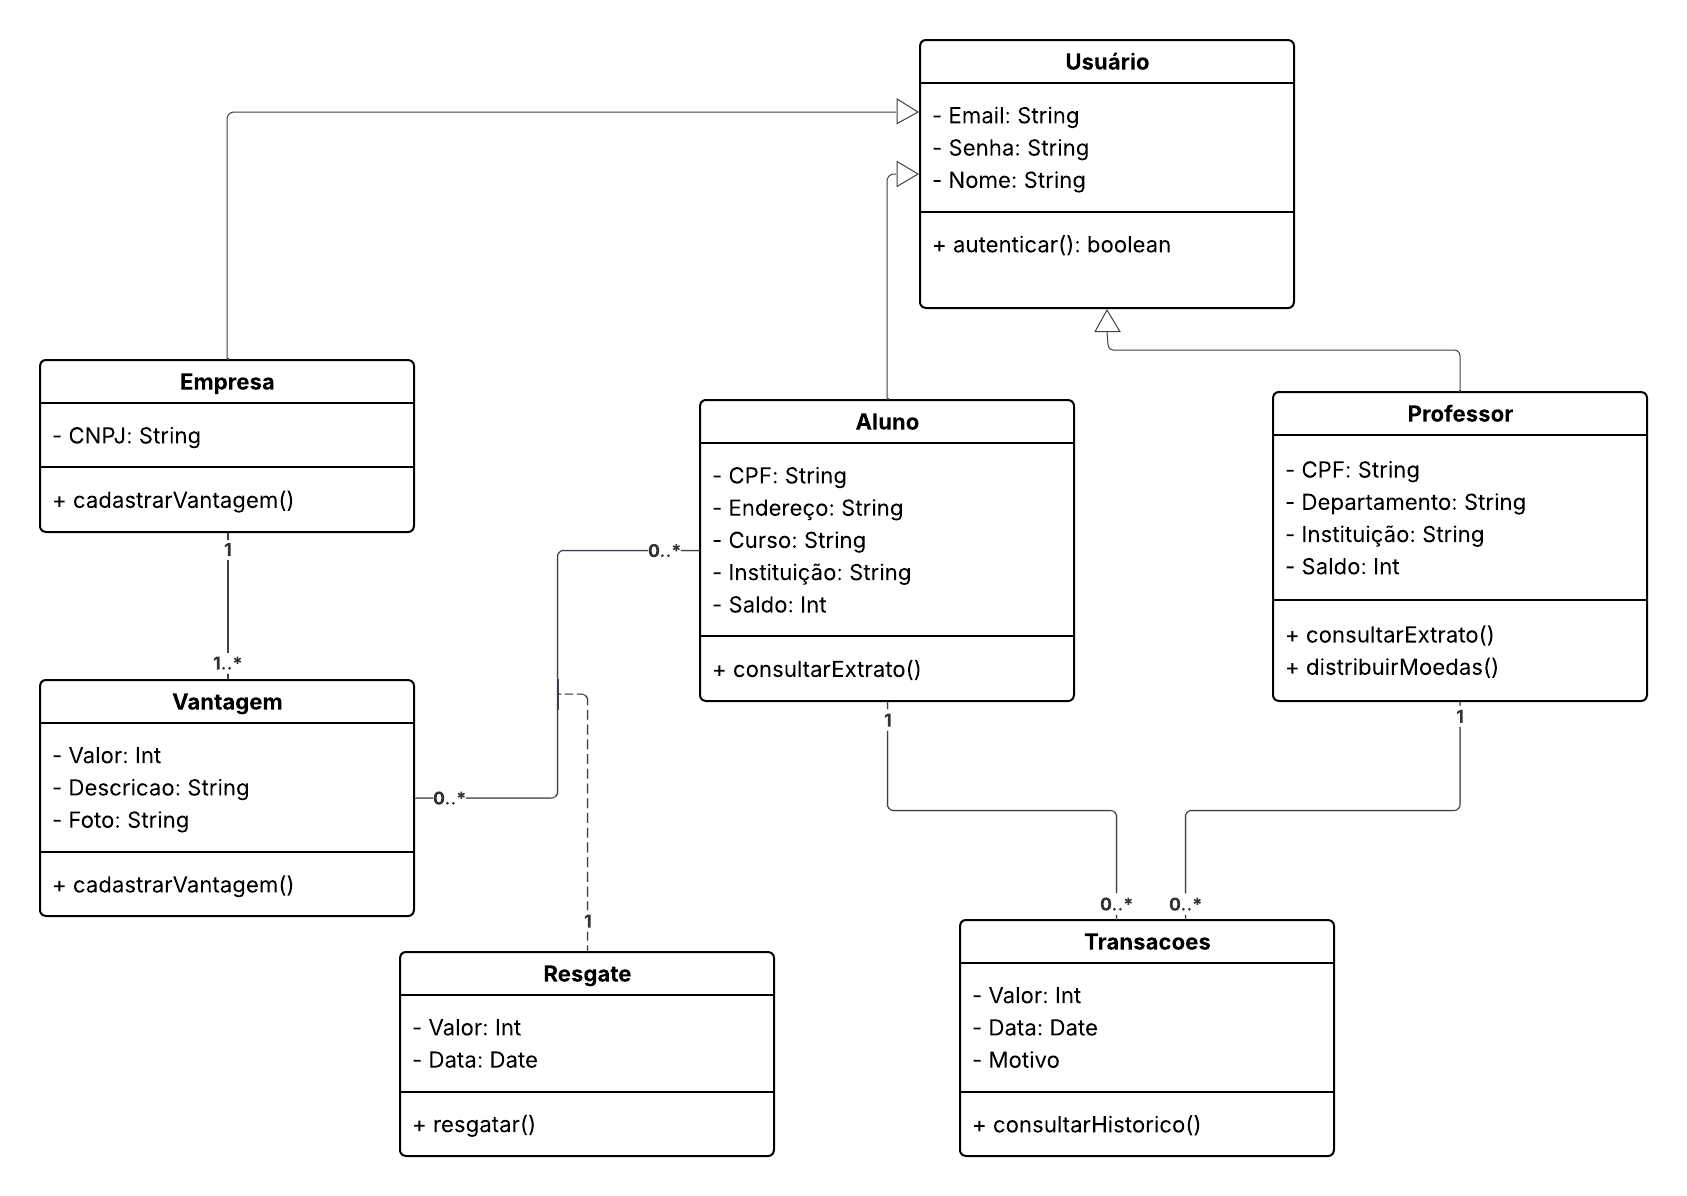 Usuário
- Email: String
- Senha: String
- Nome: String
+ autenticar(): boolean
Empresa
- CNPJ: String
+ cadastrarVantagem()
1
1..*
Vantagem
- Valor: Int
- Descricao: String
- Foto: String
+ cadastrarVantagem()
0..*
0..*
Aluno
- CPF: String
- Endereço: String
- Curso: String
- Instituição: String
- Saldo: Int
+ consultarExtrato()
1
Professor
- CPF: String
- Departamento: String
- Instituição: String
- Saldo: Int
+ consultarExtrato()
+ distribuirMoedas()
1
1
Resgate
- Valor: Int
- Data: Date
+ resgatar()
0..*
0..*
Transacoes
- Valor: Int
- Data: Date
- Motivo
+ consultarHistorico()